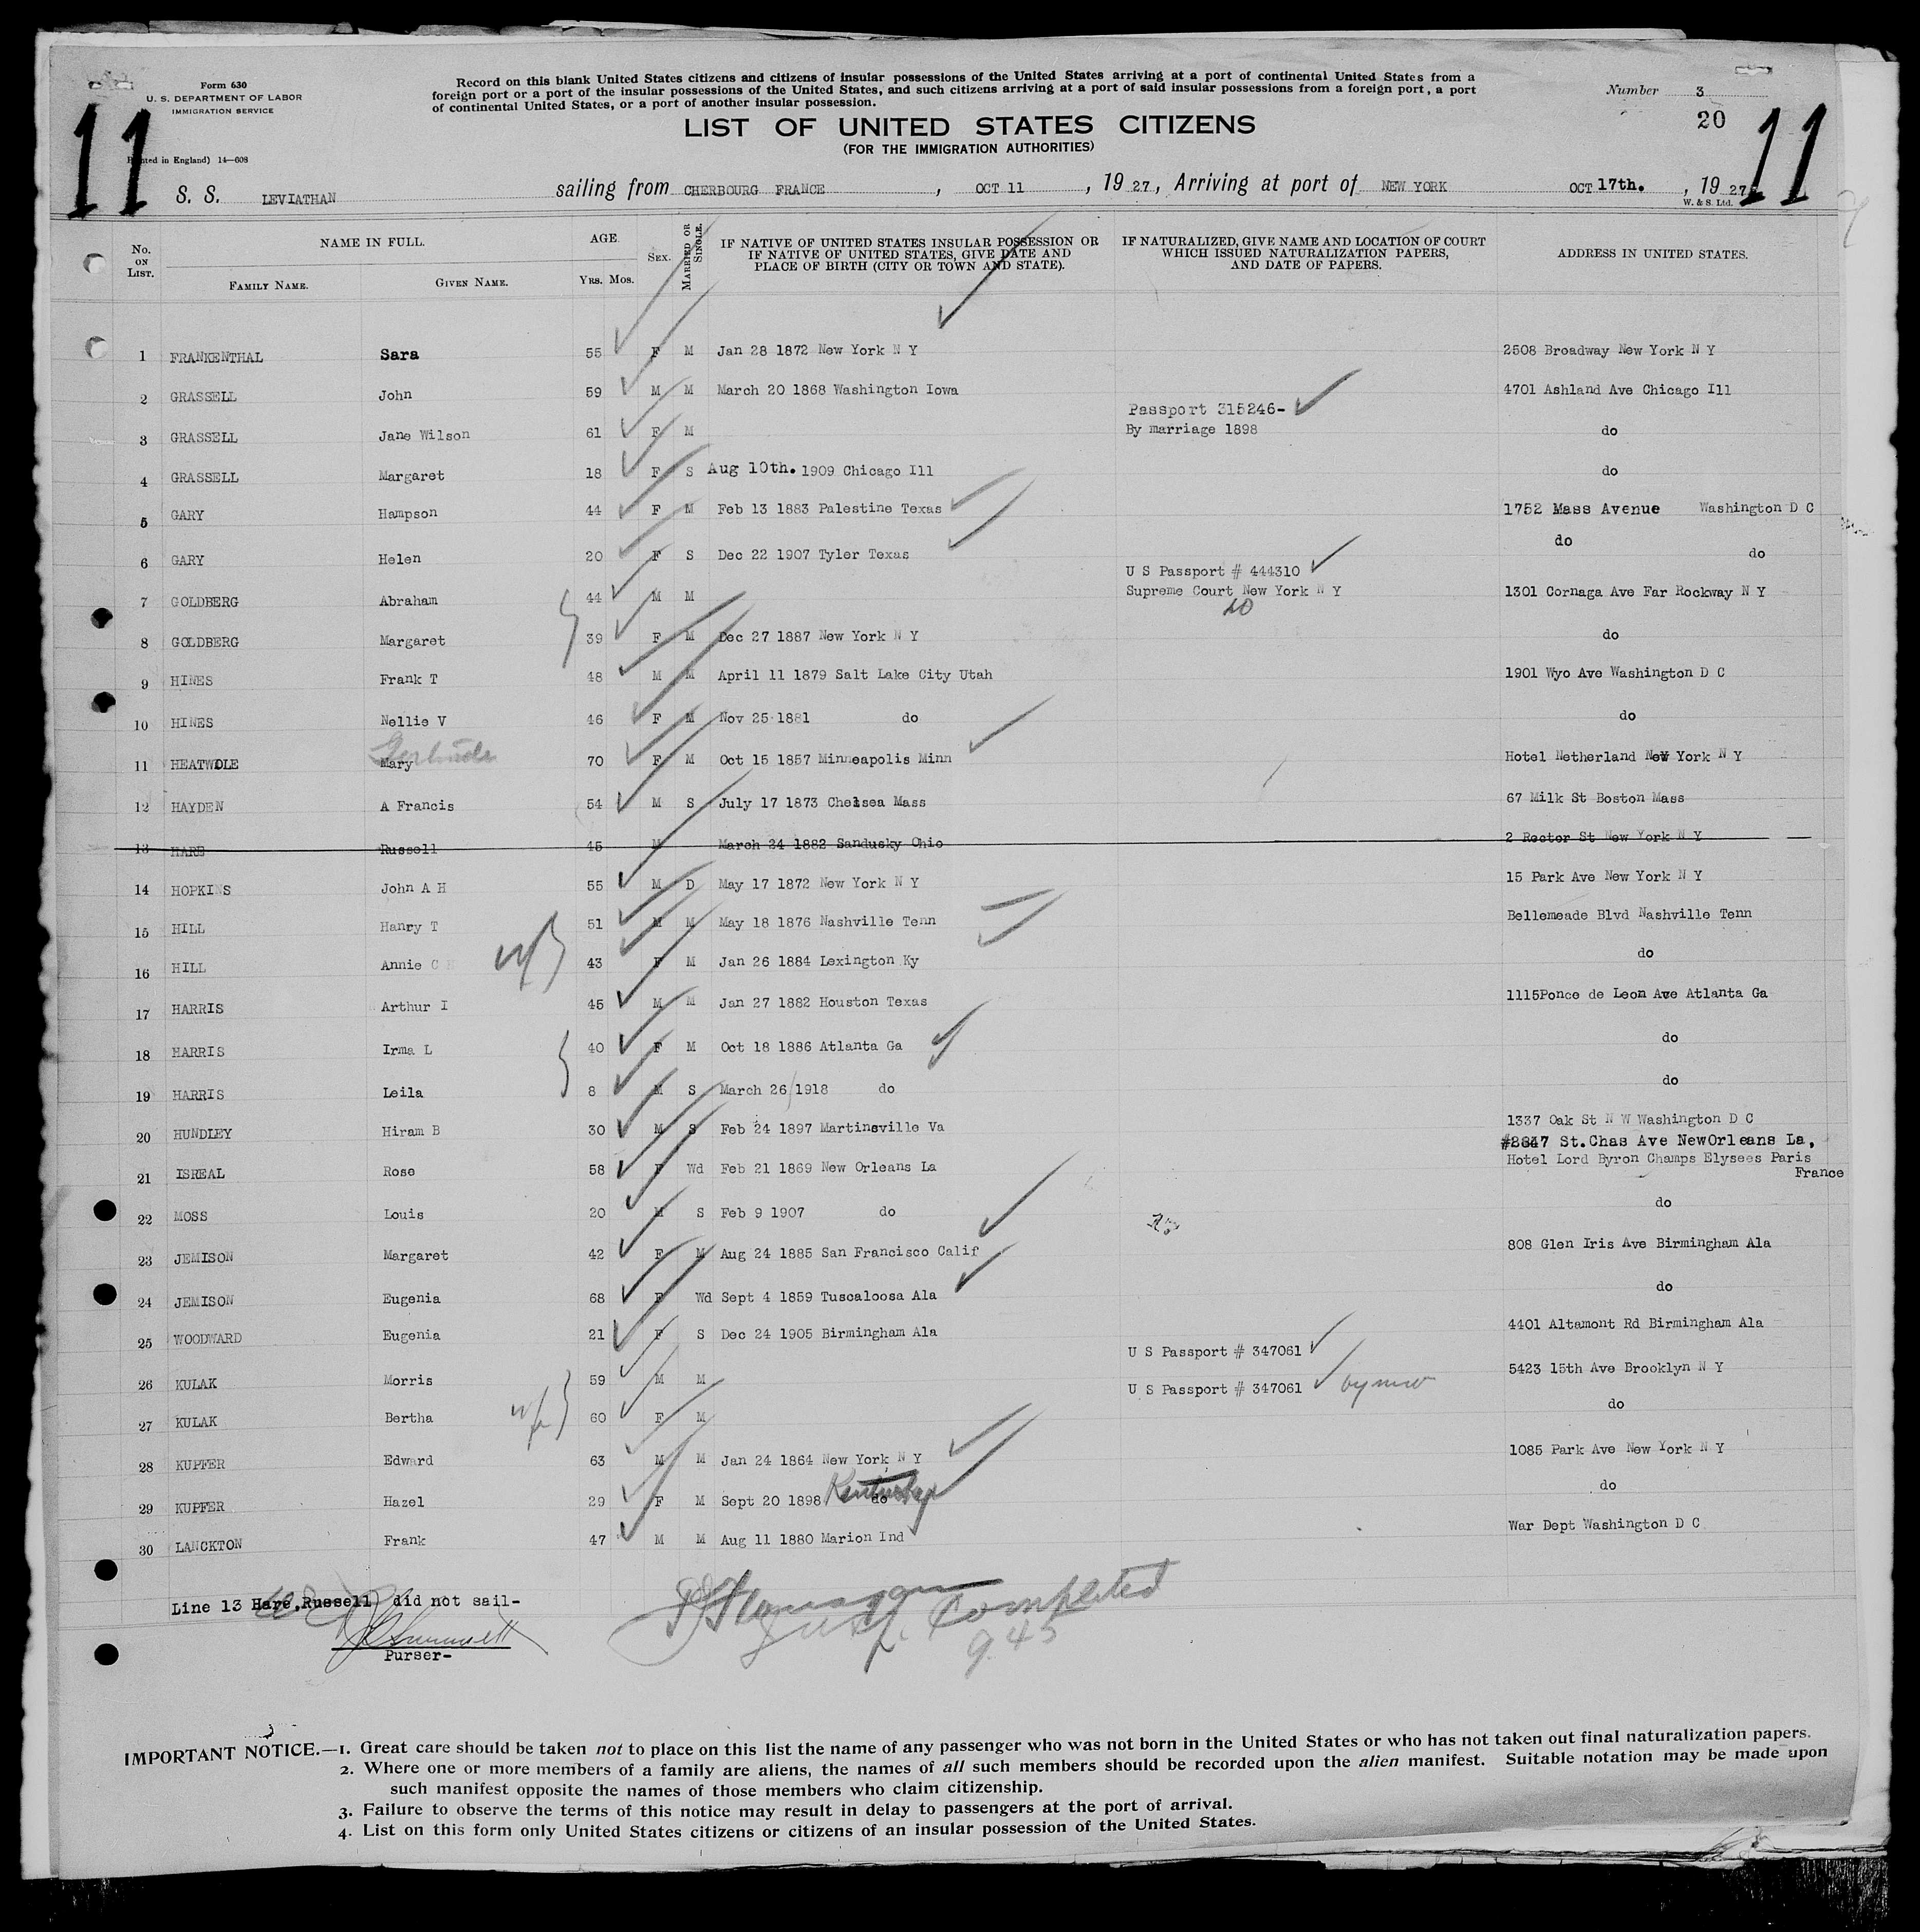 Form 630
U. S. DEPARTMENT OF LABOR
IMMIGRATION SERVICE
Printed in England) 14—608
Record on this blank United States citizens and citizens of insular possessions of the United States arriving at a port of continental United States from a
foreign port or a port of the insular possessions of the United States, and such citizens arriving at a port of said insular possessions from a foreign port, a port
of continental United States, or a port of another insular possession.
Number 3
20
11 11
LIST OF UNITED STATES CITIZENS
(FOR THE IMMIGRATION AUTHORITIES)
S. S. LEVIATHAN sailing from CHERBOURG FRANCE, OCT 11, 1927, Arriving at port of NEW YORK OCT 17th., 1927
W. & S. Ltd.
No. ON LIST. NAME IN FULL. FAMILY NAME. GIVEN NAME. AGE YRS. MOS. SEX. MARRIED OR SINGLE. IF NATIVE OF UNITED STATES INSULAR POSSESSION OR IF NATIVE OF UNITED STATES, GIVE DATE AND PLACE OF BIRTH (CITY OR TOWN AND STATE). IF NATURALIZED, GIVE NAME AND LOCATION OF COURT WHICH ISSUED NATURALIZATION PAPERS, AND DATE OF PAPERS. ADDRESS IN UNITED STATES.
1 FRANKENTHAL Sara 55 F M Jan 28 1872 New York N Y 2508 Broadway New York N Y
2 GRASSELL John 59 M M March 20 1868 Washington Iowa 4701 Ashland Ave Chicago Ill
Passport 315246-
3 GRASSELL Jane Wilson 61 F M By marriage 1898 do
4 GRASSELL Margaret 18 F S Aug 10th. 1909 Chicago Ill do
5 GARY Hampson 44 F M Feb 13 1883 Palestine Texas 1752 Mass Avenue Washington D C
6 GARY Helen 20 F S Dec 22 1907 Tyler Texas do do
U S Passport # 444310
7 GOLDBERG Abraham 44 M M Supreme Court New York N Y 1301 Cornaga Ave Far Rockway N Y
8 GOLDBERG Margaret 39 F M Dec 27 1887 New York N Y do
9 HINES Frank T 48 M M April 11 1879 Salt Lake City Utah 1901 Wyo Ave Washington D C
10 HINES Nellie V 46 F M Nov 25 1881 do do
Gertrude
11 HEATWOLE Mary 70 F M Oct 15 1857 Minneapolis Minn Hotel Netherland New York N Y
12 HAYDEN A Francis 54 M S July 17 1873 Chelsea Mass 67 Milk St Boston Mass
13 HARE Russell 45 M March 24 1882 Sandusky Ohio 2 Rector St New York N Y
14 HOPKINS John A H 55 M D May 17 1872 New York N Y 15 Park Ave New York N Y
15 HILL Hanry T 51 M M May 18 1876 Nashville Tenn Bellemeade Blvd Nashville Tenn
16 HILL Annie C 43 F M Jan 26 1884 Lexington Ky do
17 HARRIS Arthur I 45 M M Jan 27 1882 Houston Texas 1115Ponce de Leon Ave Atlanta Ga
18 HARRIS Irma L 40 F M Oct 18 1886 Atlanta Ga do
19 HARRIS Leila 8 M S March 26 1918 do do
20 HUNDLEY Hiram B 30 M S Feb 24 1897 Martinsville Va 1337 Oak St N W Washington D C
#2847 St.Chas Ave NewOrleans La,
21 ISREAL Rose 58 F Wd Feb 21 1869 New Orleans La Hotel Lord Byron Champs Elysees Paris
France
22 MOSS Louis 20 M S Feb 9 1907 do do
23 JEMISON Margaret 42 F M Aug 24 1885 San Francisco Calif 808 Glen Iris Ave Birmingham Ala
24 JEMISON Eugenia 68 F Wd Sept 4 1859 Tuscaloosa Ala do
25 WOODWARD Eugenia 21 F S Dec 24 1905 Birmingham Ala 4401 Altamont Rd Birmingham Ala
U S Passport # 347061
26 KULAK Morris 59 M M 5423 15th Ave Brooklyn N Y
U S Passport # 347061
27 KULAK Bertha 60 F M do
28 KUPFER Edward 63 M M Jan 24 1864 New York N Y 1085 Park Ave New York N Y
29 KUPFER Hazel 29 F M Sept 20 1898 do Kentucky do
30 LANCKTON Frank 47 M M Aug 11 1880 Marion Ind War Dept Washington D C
Line 13 Hare,Russell did not sail-
Purser-
Completed
9.45
IMPORTANT NOTICE.—1. Great care should be taken not to place on this list the name of any passenger who was not born in the United States or who has not taken out final naturalization papers.
2. Where one or more members of a family are aliens, the names of all such members should be recorded upon the alien manifest. Suitable notation may be made upon
such manifest opposite the names of those members who claim citizenship.
3. Failure to observe the terms of this notice may result in delay to passengers at the port of arrival.
4. List on this form only United States citizens or citizens of an insular possession of the United States.